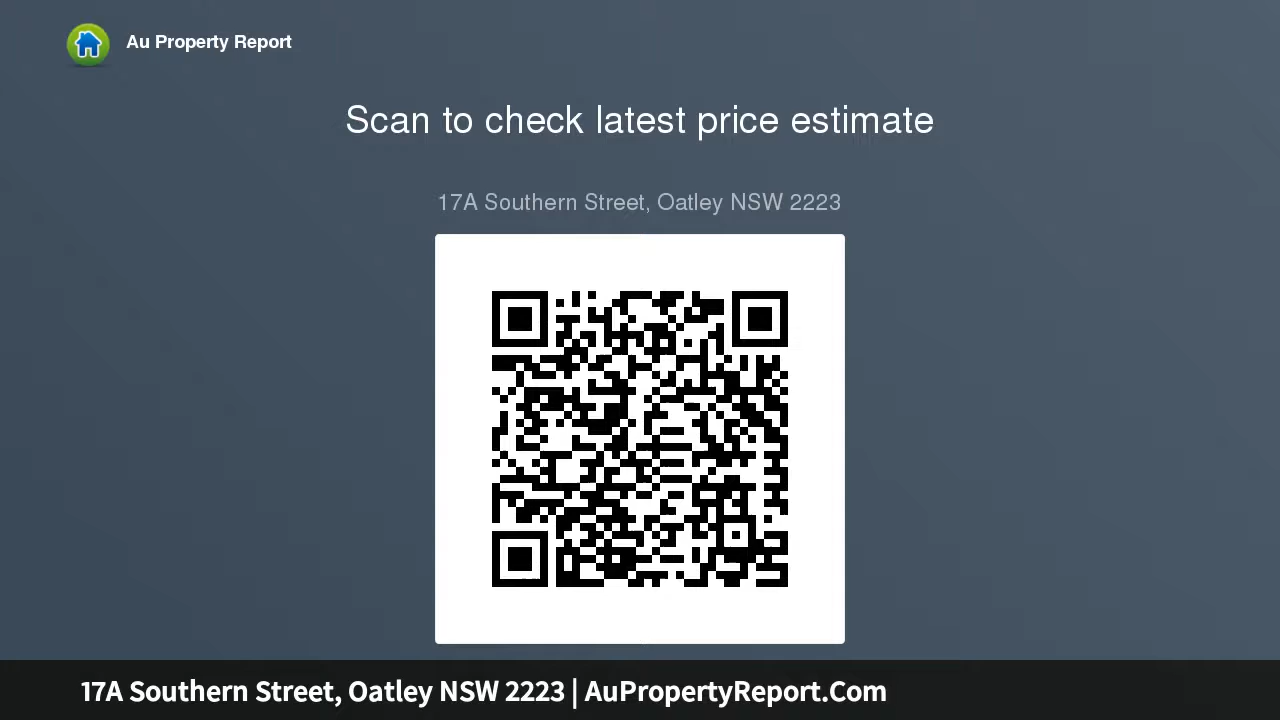 Au Property Report
Scan to check latest price estimate
17A Southern Street, Oatley NSW 2223
17A Southern Street, Oatley NSW 2223 | AuPropertyReport.Com